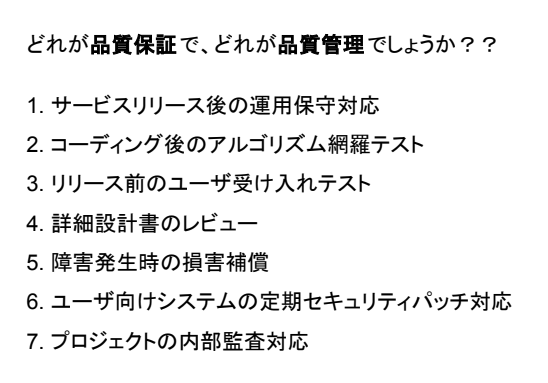 どれが品質保証で、どれが品質管理でしょうか？？
1. サービスリリース後の運用保守対応
2. コーディング後のアルゴリズム網羅テスト
3. リリース前のユーザ受け入れテスト
4. 詳細設計書のレビュー
5. 障害発生時の損害補償
6. ユーザ向けシステムの定期セキュリティパッチ対応
7. プロジェクトの内部監査対応